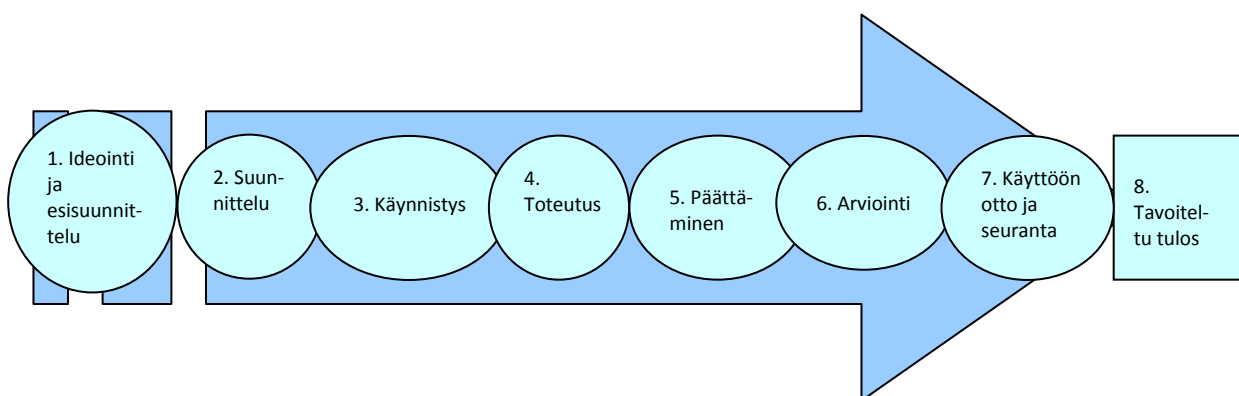 1. Ideointi
ja
esisuunnit-
telu
2. Suun-
nittelu
3. Käynnistys
4.
Toteutus
5. Päättä-
minen
6. Arviointi
7. Käyttöön
otto ja
seuranta
8.
Tavoitel-
tu tulos